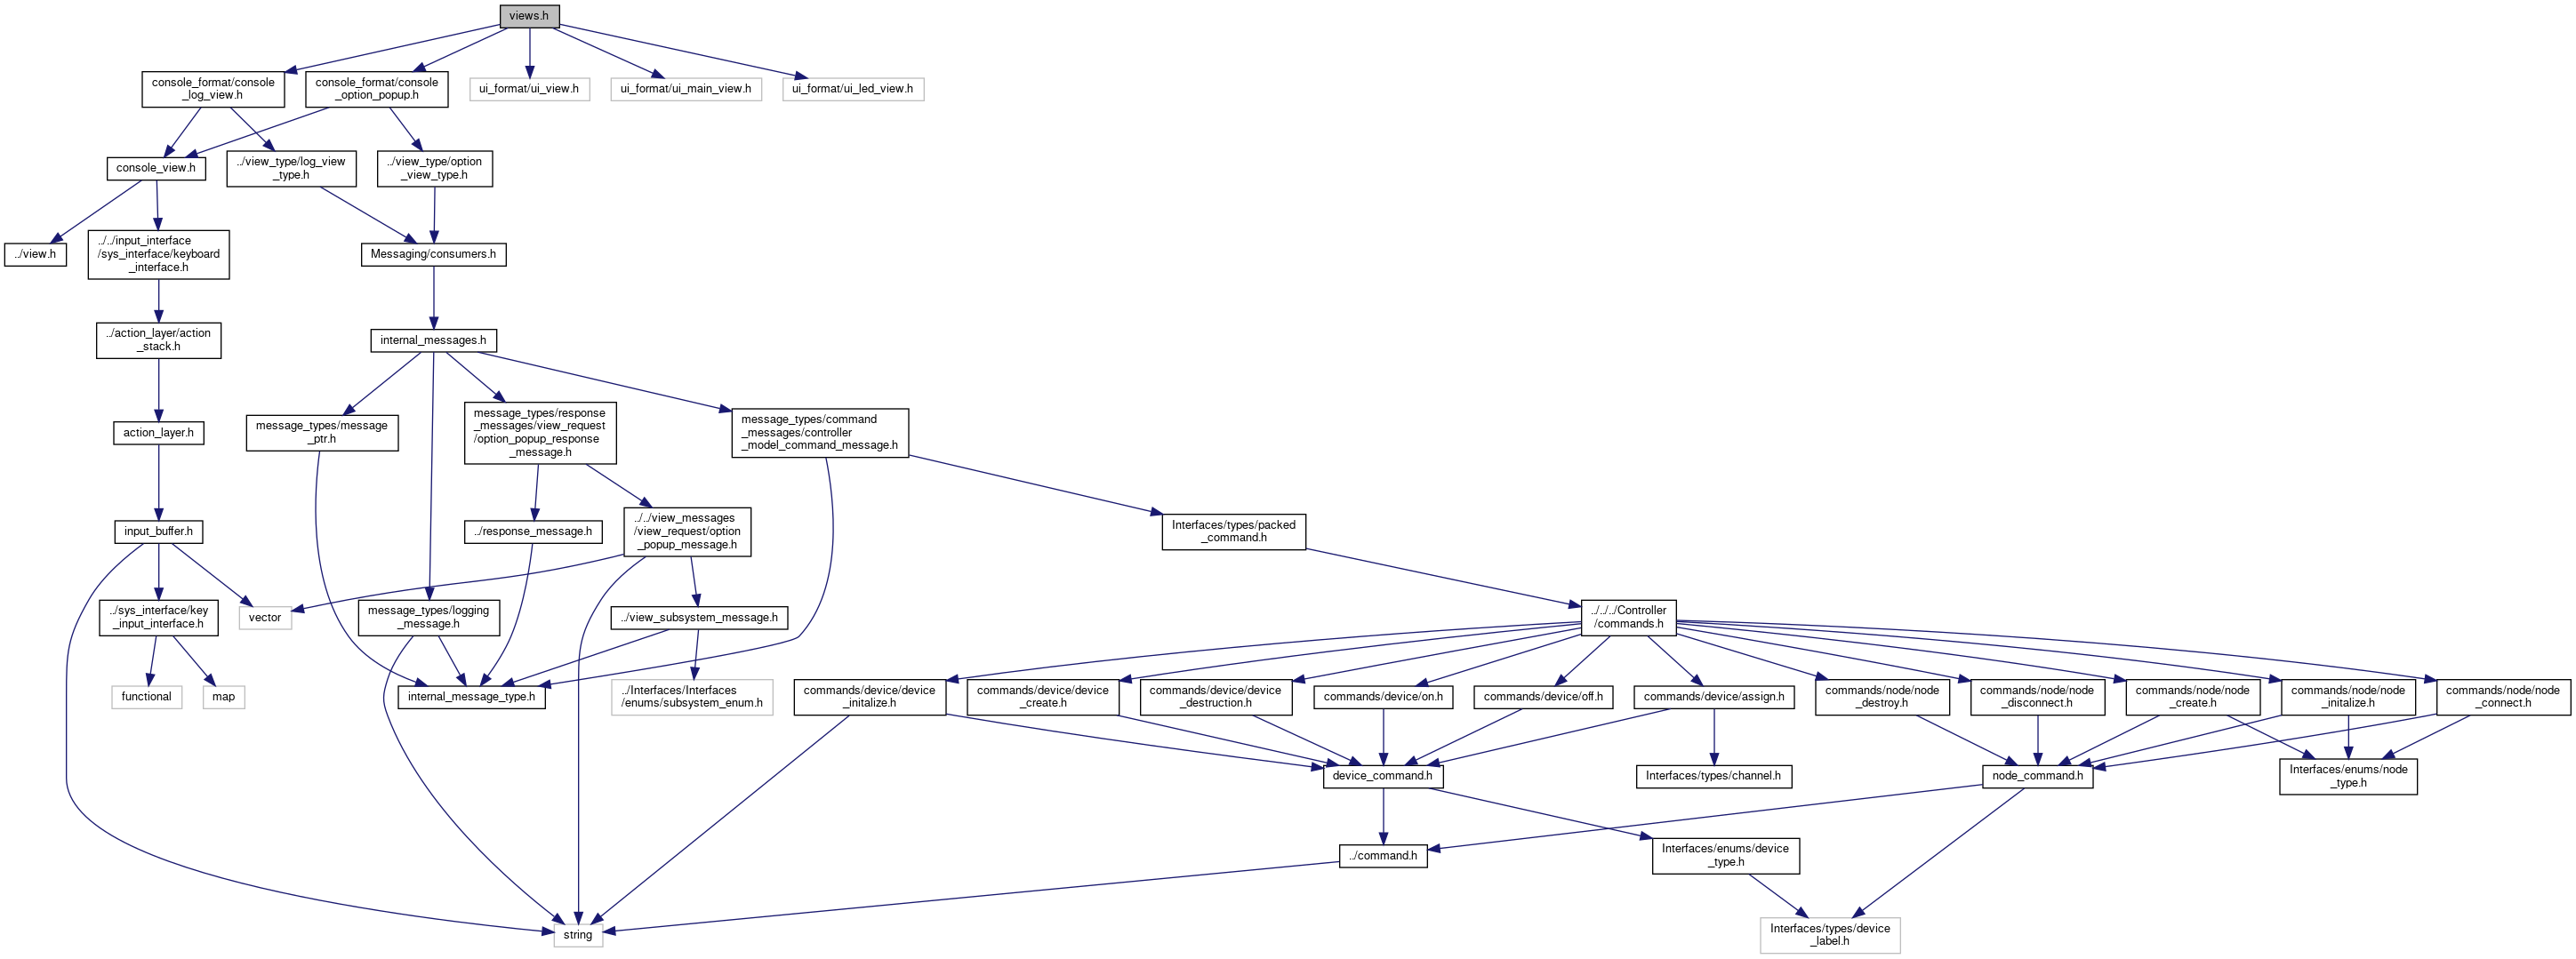 views.h
console_format/console
_log_view.h
console_format/console
_option_popup.h
ui_format/ui_view.h
ui_format/ui_main_view.h
ui_format/ui_led_view.h
console_view.h
../view_type/log_view
_type.h
../view_type/option
_view_type.h
../view.h
../../input_interface
/sys_interface/keyboard
_interface.h
Messaging/consumers.h
../action_layer/action
_stack.h
internal_messages.h
action_layer.h
message_types/message
_ptr.h
message_types/response
_messages/view_request
/option_popup_response
_message.h
message_types/command
_messages/controller
_model_command_message.h
input_buffer.h
../response_message.h
../../view_messages
/view_request/option
_popup_message.h
Interfaces/types/packed
_command.h
../sys_interface/key
_input_interface.h
vector
message_types/logging
_message.h
../view_subsystem_message.h
../../../Controller
/commands.h
functional
map
internal_message_type.h
../Interfaces/Interfaces
/enums/subsystem_enum.h
commands/device/device
_initalize.h
commands/device/device
_create.h
commands/device/device
_destruction.h
commands/device/on.h
commands/device/off.h
commands/device/assign.h
commands/node/node
_destroy.h
commands/node/node
_disconnect.h
commands/node/node
_create.h
commands/node/node
_initalize.h
commands/node/node
_connect.h
device_command.h
Interfaces/types/channel.h
node_command.h
Interfaces/enums/node
_type.h
../command.h
Interfaces/enums/device
_type.h
string
Interfaces/types/device
_label.h